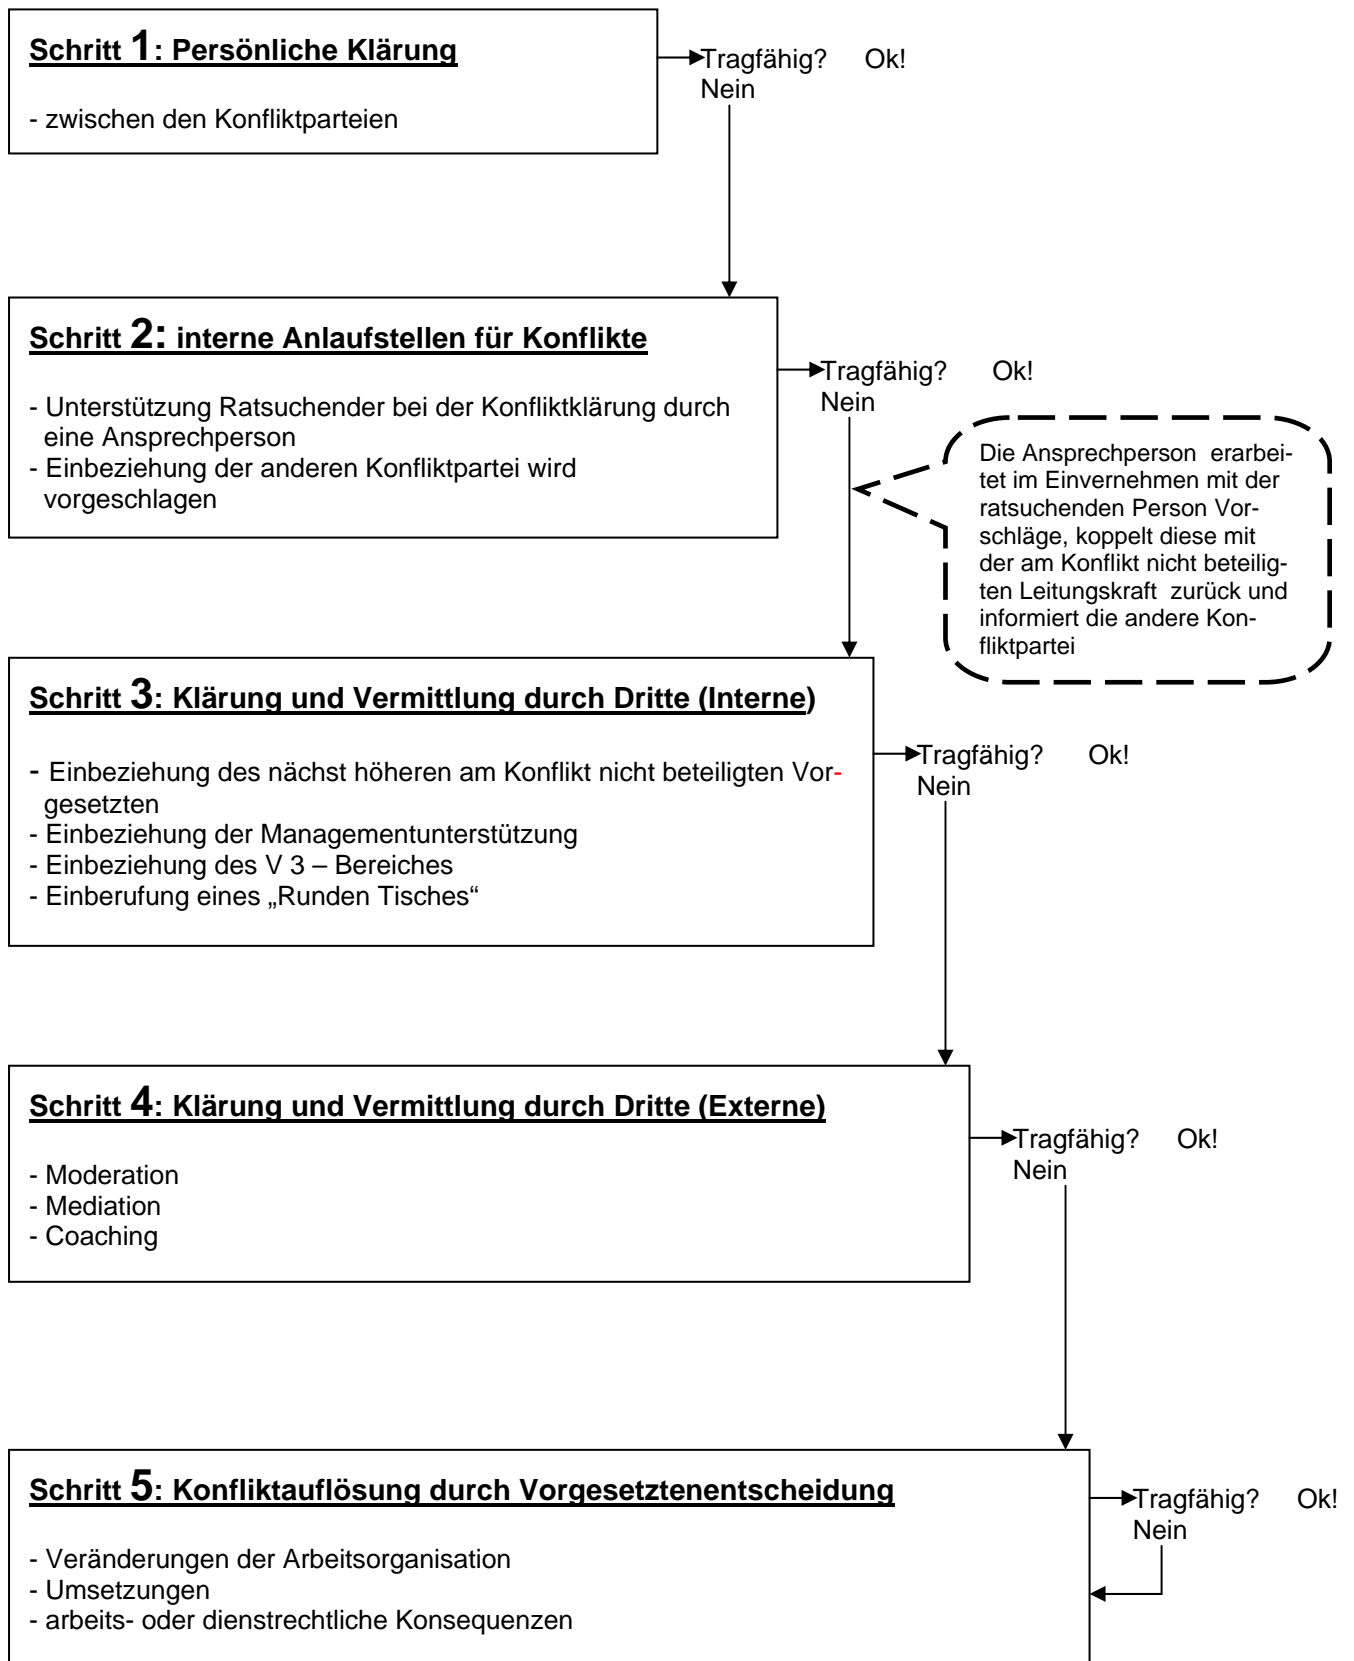 Schritt 1: Persönliche Klärung
- zwischen den Konfliktparteien
Tragfähig? Ok!
Nein
Schritt 2: interne Anlaufstellen für Konflikte
- Unterstützung Ratsuchender bei der Konfliktklärung durch
eine Ansprechperson
- Einbeziehung der anderen Konfliktpartei wird
vorgeschlagen
Tragfähig? Ok!
Nein
Die Ansprechperson erarbei-
tet im Einvernehmen mit der
ratsuchenden Person Vor-
schläge, koppelt diese mit
der am Konflikt nicht beteilig-
ten Leitungskraft zurück und
informiert die andere Kon-
fliktpartei
Schritt 3: Klärung und Vermittlung durch Dritte (Interne)
- Einbeziehung des nächst höheren am Konflikt nicht beteiligten Vor-
gesetzten
- Einbeziehung der Managementunterstützung
- Einbeziehung des V 3 – Bereiches
- Einberufung eines „Runden Tisches“
Tragfähig? Ok!
Nein
Schritt 4: Klärung und Vermittlung durch Dritte (Externe)
- Moderation
- Mediation
- Coaching
Tragfähig? Ok!
Nein
Schritt 5: Konfliktauflösung durch Vorgesetztenentscheidung
- Veränderungen der Arbeitsorganisation
- Umsetzungen
- arbeits- oder dienstrechtliche Konsequenzen
Tragfähig? Ok!
Nein